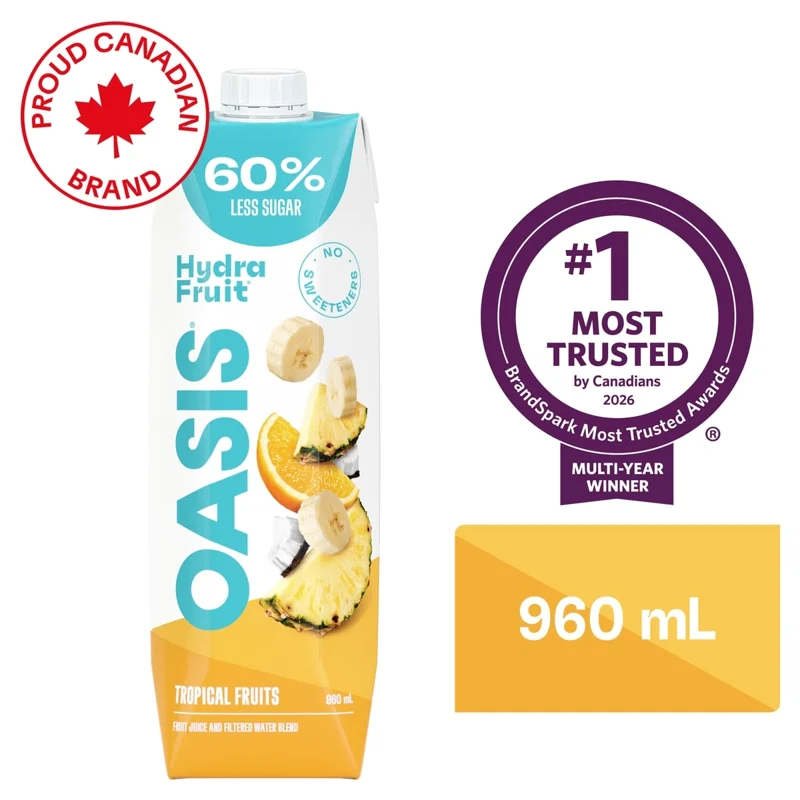 PROUD CANADIAN
BRAND
60%
LESS SUGAR
Hydra
Fruit®
NO
SWEETENERS
OASIS®
TROPICAL FRUITS
960 mL
FRUIT JUICE AND FILTERED WATER BLEND
#1
MOST
TRUSTED
by Canadians
2026
BrandSpark Most Trusted Awards
®
MULTI-YEAR
WINNER
960 mL